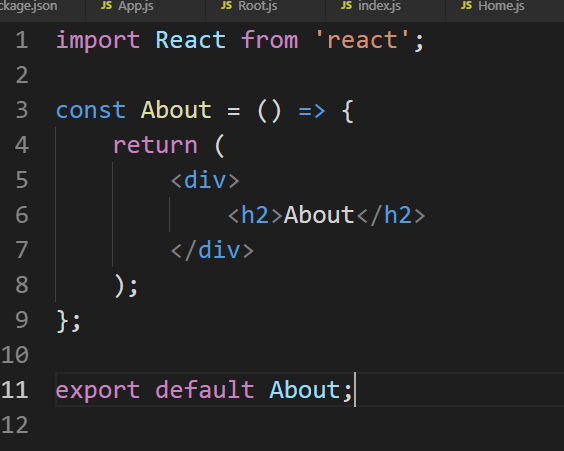 ckage.json JS App.js JS Root.js JS index.js JS Home.js
1 import React from 'react';
2
3 const About = () => {
4 return (
5 <div>
6 <h2>About</h2>
7 </div>
8 );
9 };
10
11 export default About;
12